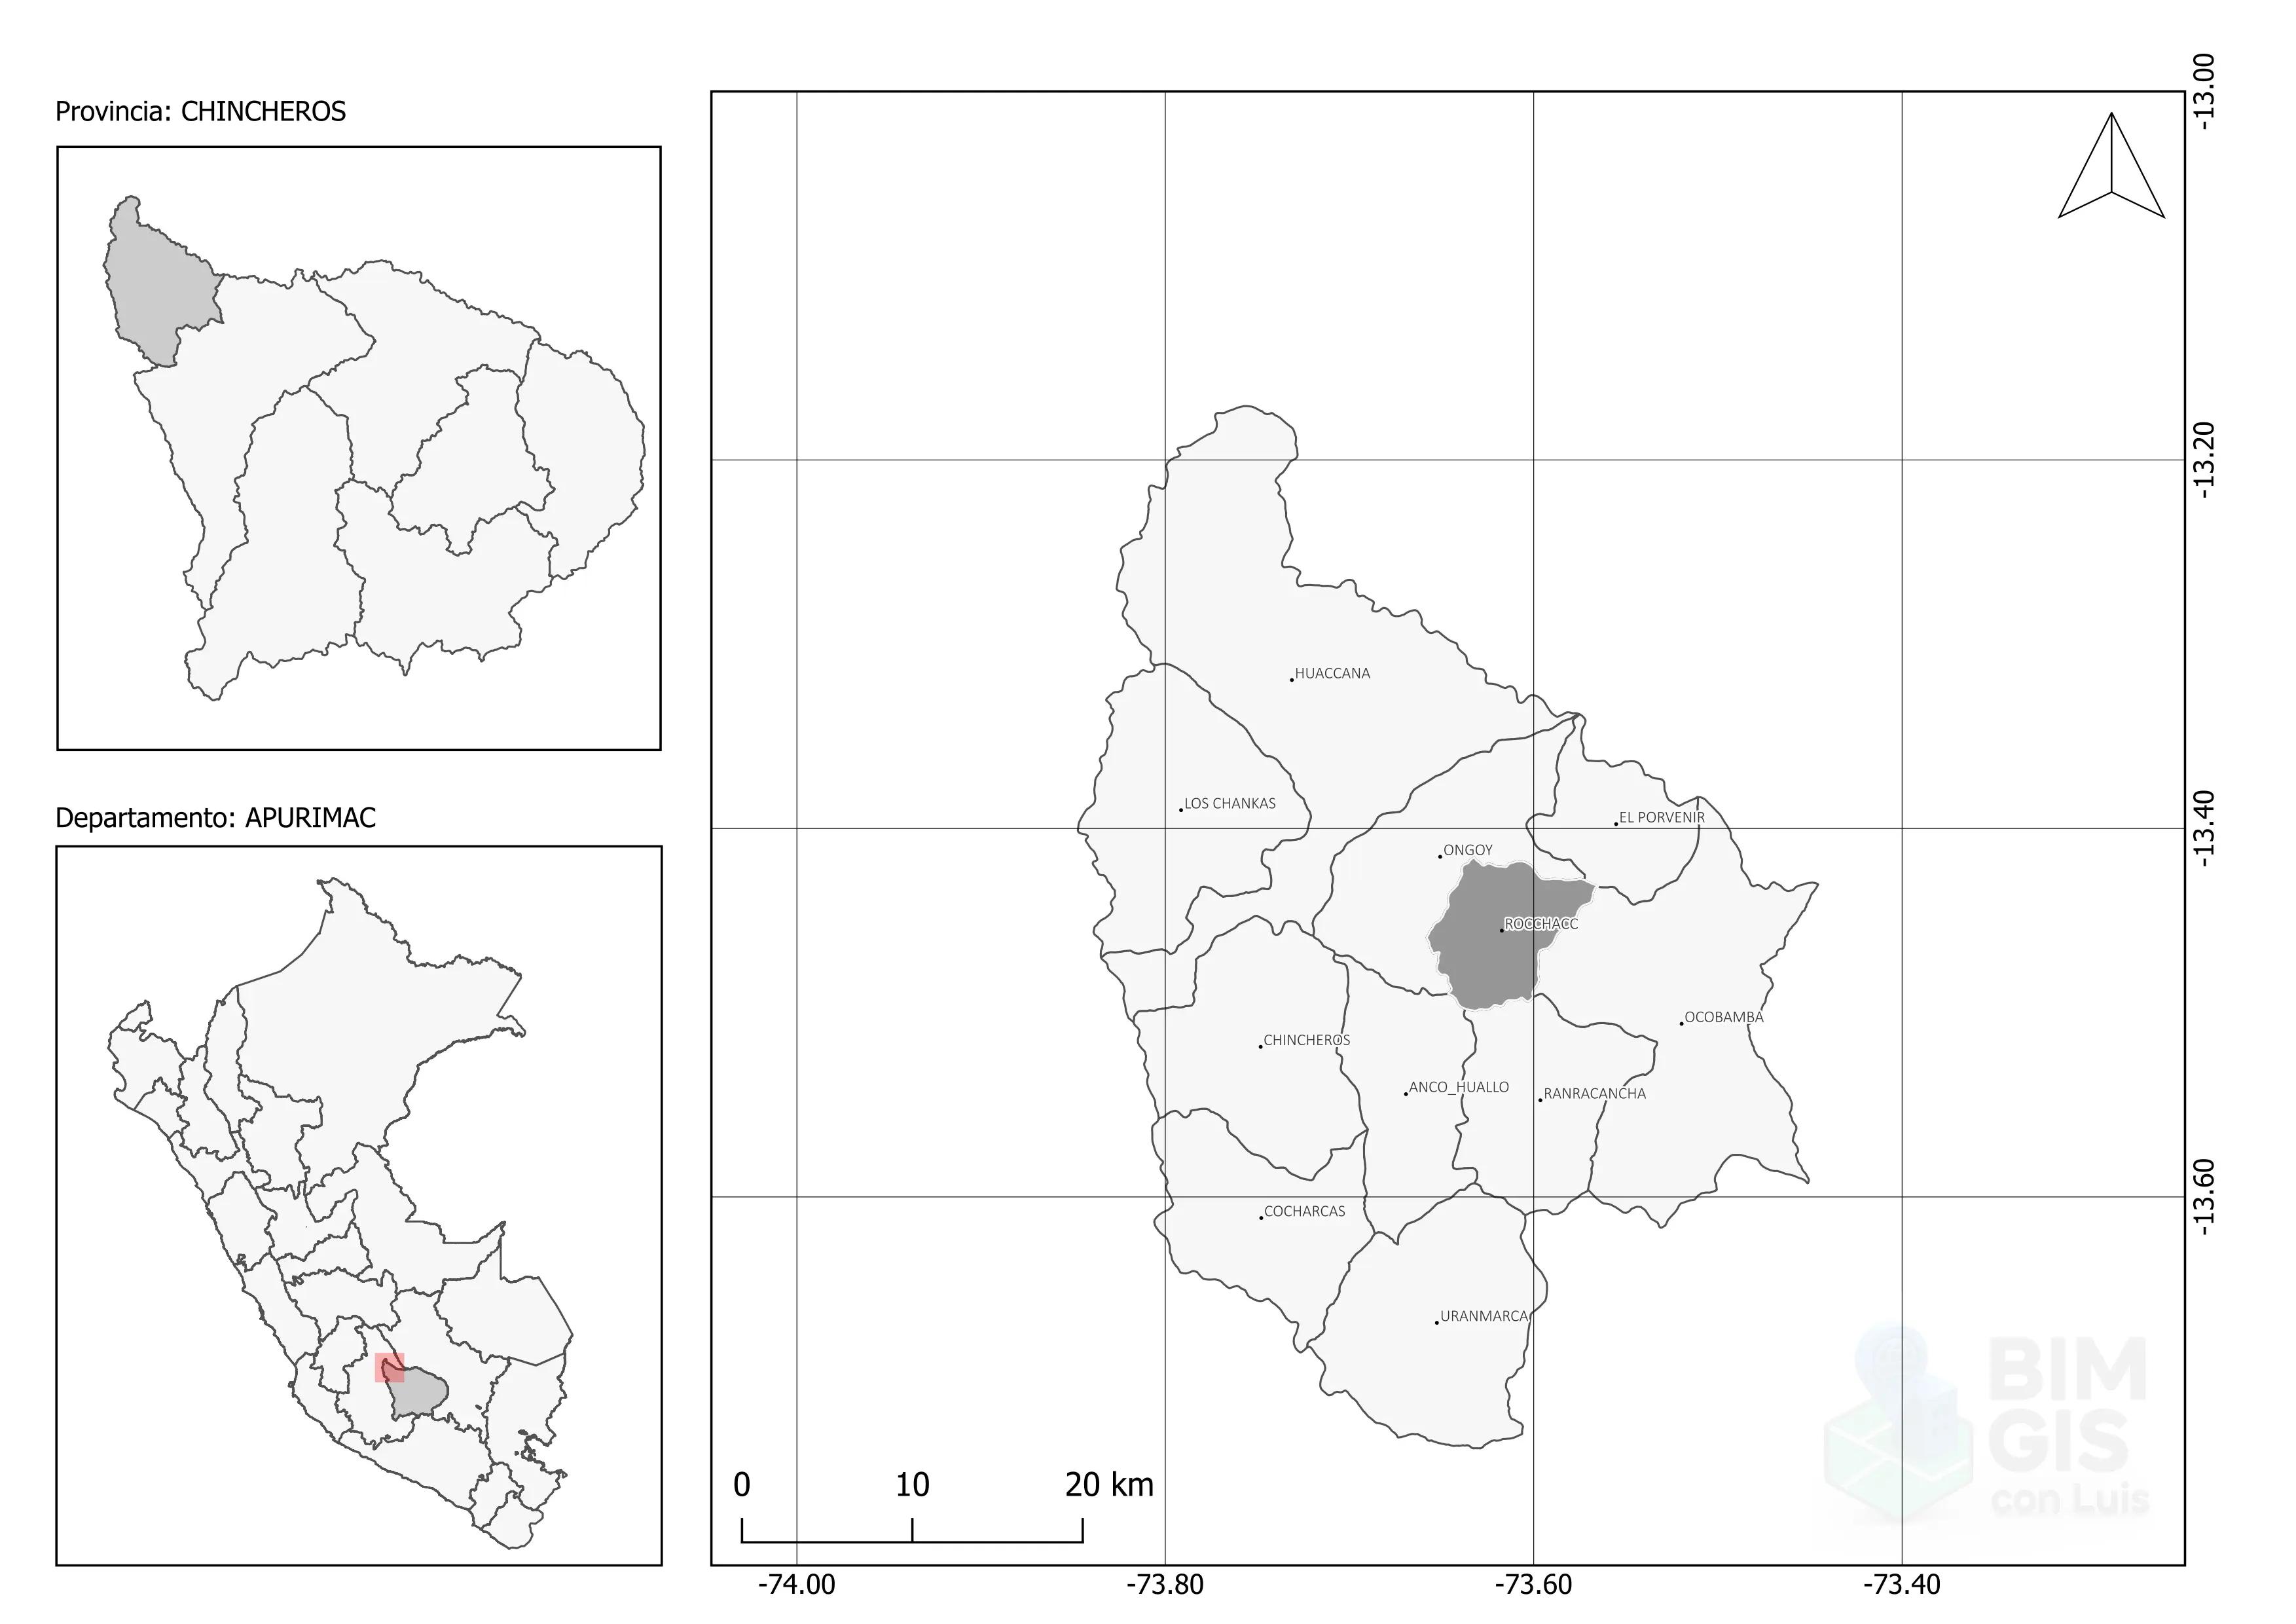 Provincia: CHINCHEROS
Departamento: APURIMAC
HUACCANA
LOS CHANKAS
EL PORVENIR
ONGOY
ROCCHACC
OCOBAMBA
CHINCHEROS
ANCO_HUALLO
RANRACANCHA
COCHARCAS
URANMARCA
-13.00
-13.20
-13.40
-13.60
0 10 20 km
-74.00 -73.80 -73.60 -73.40
BIM
GIS
con Luis